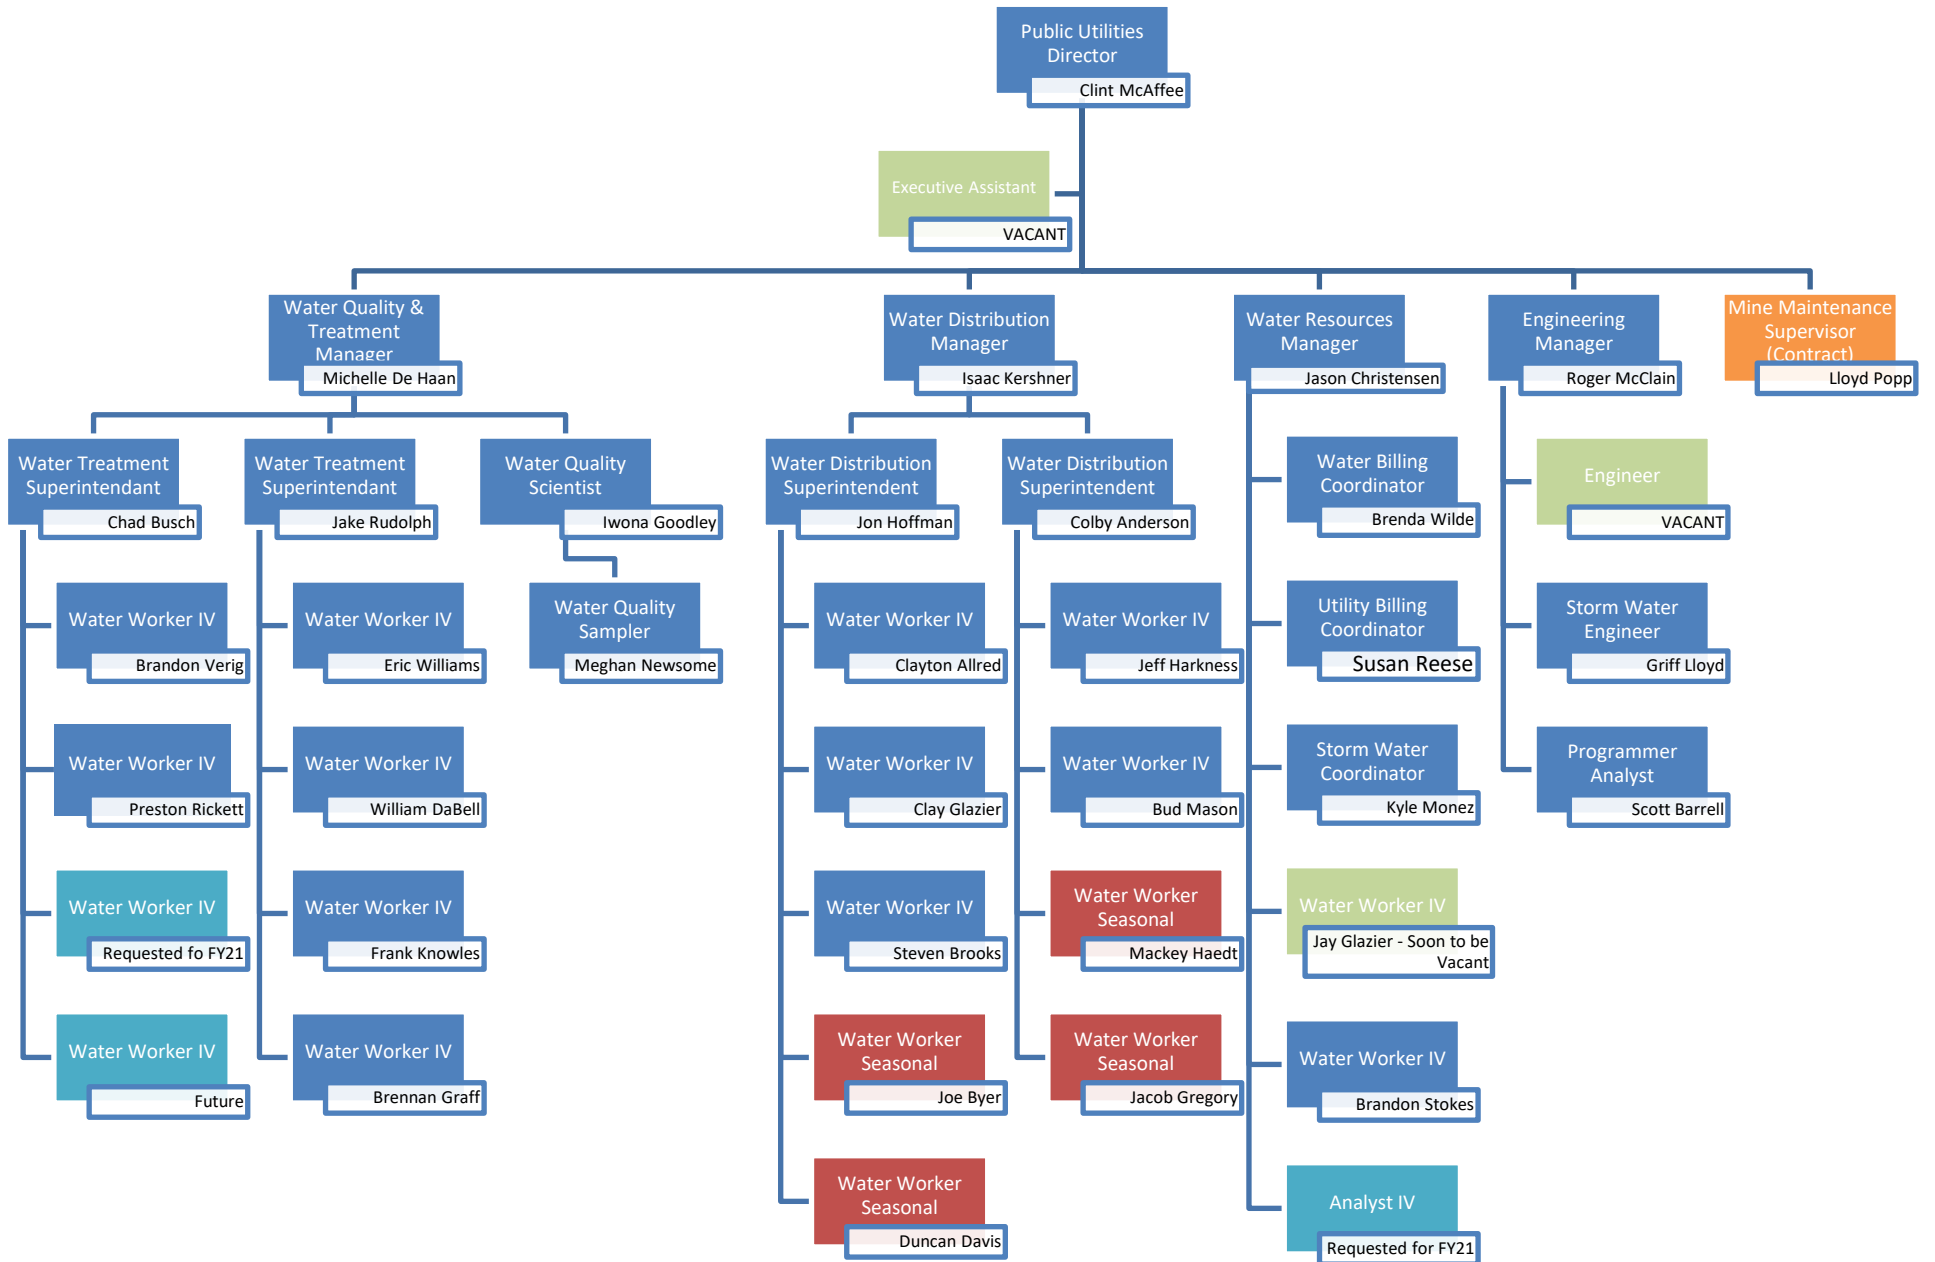 Public Utilities
Director
Clint McAffee
Executive Assistant
VACANT
Water Quality &
Treatment
Manager
Michelle De Haan
Water Distribution
Manager
Isaac Kershner
Water Resources
Manager
Jason Christensen
Engineering
Manager
Roger McClain
Mine Maintenance
Supervisor
(Contract)
Lloyd Popp
Water Treatment
Superintendant
Chad Busch
Water Treatment
Superintendant
Jake Rudolph
Water Quality
Scientist
Iwona Goodley
Water Distribution
Superintendent
Jon Hoffman
Water Distribution
Superintendent
Colby Anderson
Water Billing
Coordinator
Brenda Wilde
Engineer
VACANT
Water Worker IV
Brandon Verig
Water Worker IV
Eric Williams
Water Quality
Sampler
Meghan Newsome
Water Worker IV
Clayton Allred
Water Worker IV
Jeff Harkness
Utility Billing
Coordinator
Susan Reese
Storm Water
Engineer
Griff Lloyd
Water Worker IV
Preston Rickett
Water Worker IV
William DaBell
Water Worker IV
Clay Glazier
Water Worker IV
Bud Mason
Storm Water
Coordinator
Kyle Monez
Programmer
Analyst
Scott Barrell
Water Worker IV
Requested fo FY21
Water Worker IV
Frank Knowles
Water Worker IV
Steven Brooks
Water Worker
Seasonal
Mackey Haedt
Water Worker IV
Jay Glazier - Soon to be
Vacant
Water Worker IV
Future
Water Worker IV
Brennan Graff
Water Worker
Seasonal
Joe Byer
Water Worker
Seasonal
Jacob Gregory
Water Worker IV
Brandon Stokes
Water Worker
Seasonal
Duncan Davis
Analyst IV
Requested for FY21